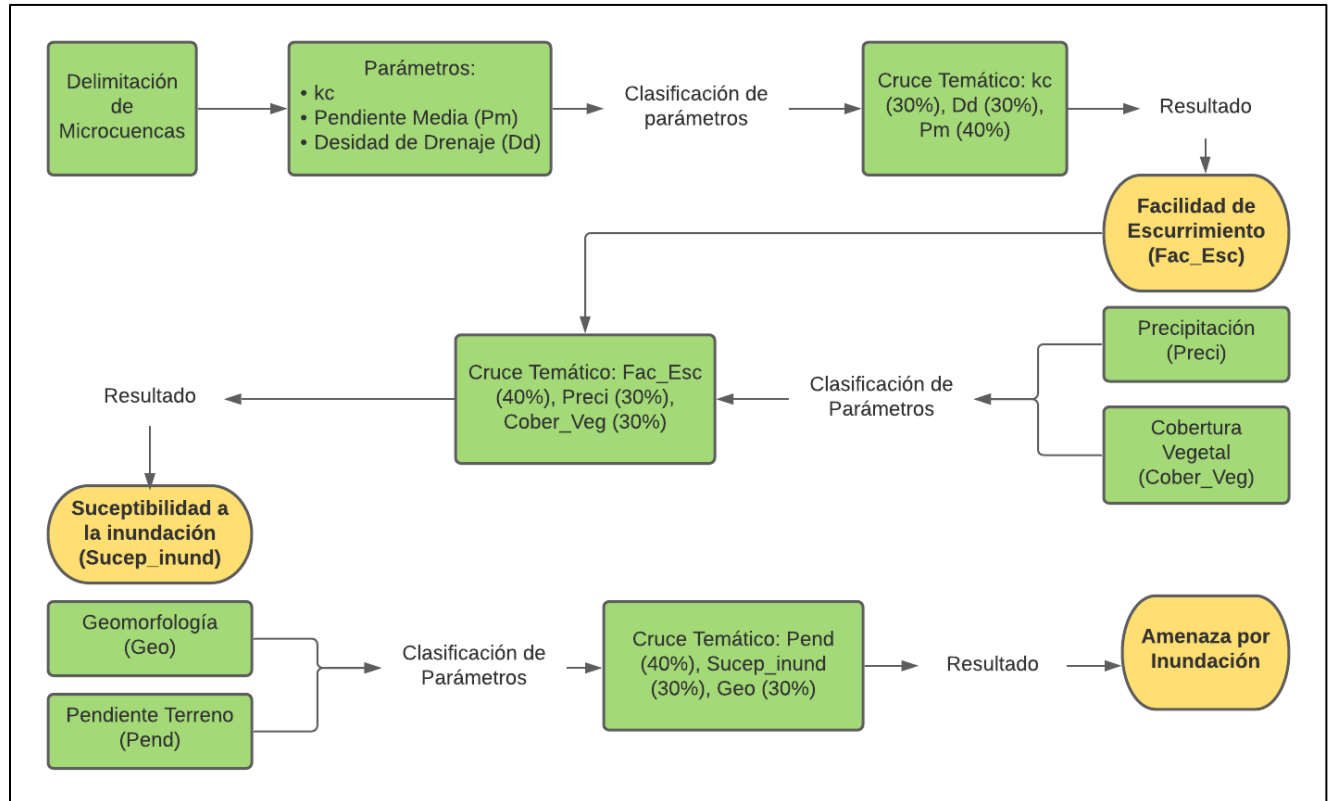 Delimitación
de
Microcuencas
Parámetros:
• kc
• Pendiente Media (Pm)
• Desidad de Drenaje (Dd)
Clasificación de
parámetros
Cruce Temático: kc
(30%), Dd (30%),
Pm (40%)
Resultado
Facilidad de
Escurrimiento
(Fac_Esc)
Precipitación
(Preci)
Cobertura
Vegetal
(Cober_Veg)
Clasificación de
Parámetros
Cruce Temático: Fac_Esc
(40%), Preci (30%),
Cober_Veg (30%)
Resultado
Suceptibilidad a
la inundación
(Sucep_inund)
Geomorfología
(Geo)
Pendiente Terreno
(Pend)
Clasificación de
Parámetros
Cruce Temático: Pend
(40%), Sucep_inund
(30%), Geo (30%)
Resultado
Amenaza por
Inundación